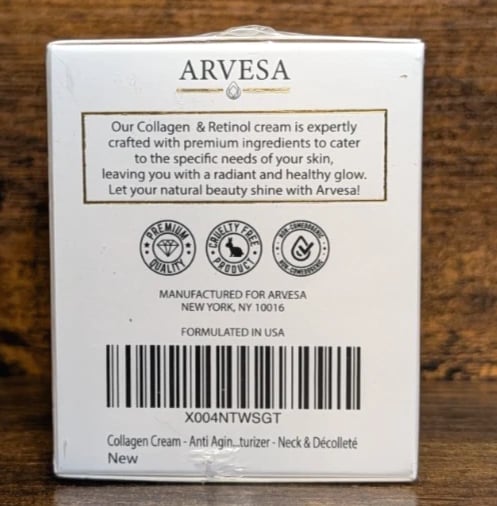 ARVESA
Our Collagen & Retinol cream is expertly
crafted with premium ingredients to cater
to the specific needs of your skin,
leaving you with a radiant and healthy glow.
Let your natural beauty shine with Arvesa!
PREMIUM QUALITY
CRUELTY FREE PRODUCT
NON-COMEDOGENIC NON-COMEDOGENIC
MANUFACTURED FOR ARVESA
NEW YORK, NY 10016
FORMULATED IN USA
X004NTWSGT
Collagen Cream - Anti Agin...turizer - Neck & Décolleté
New